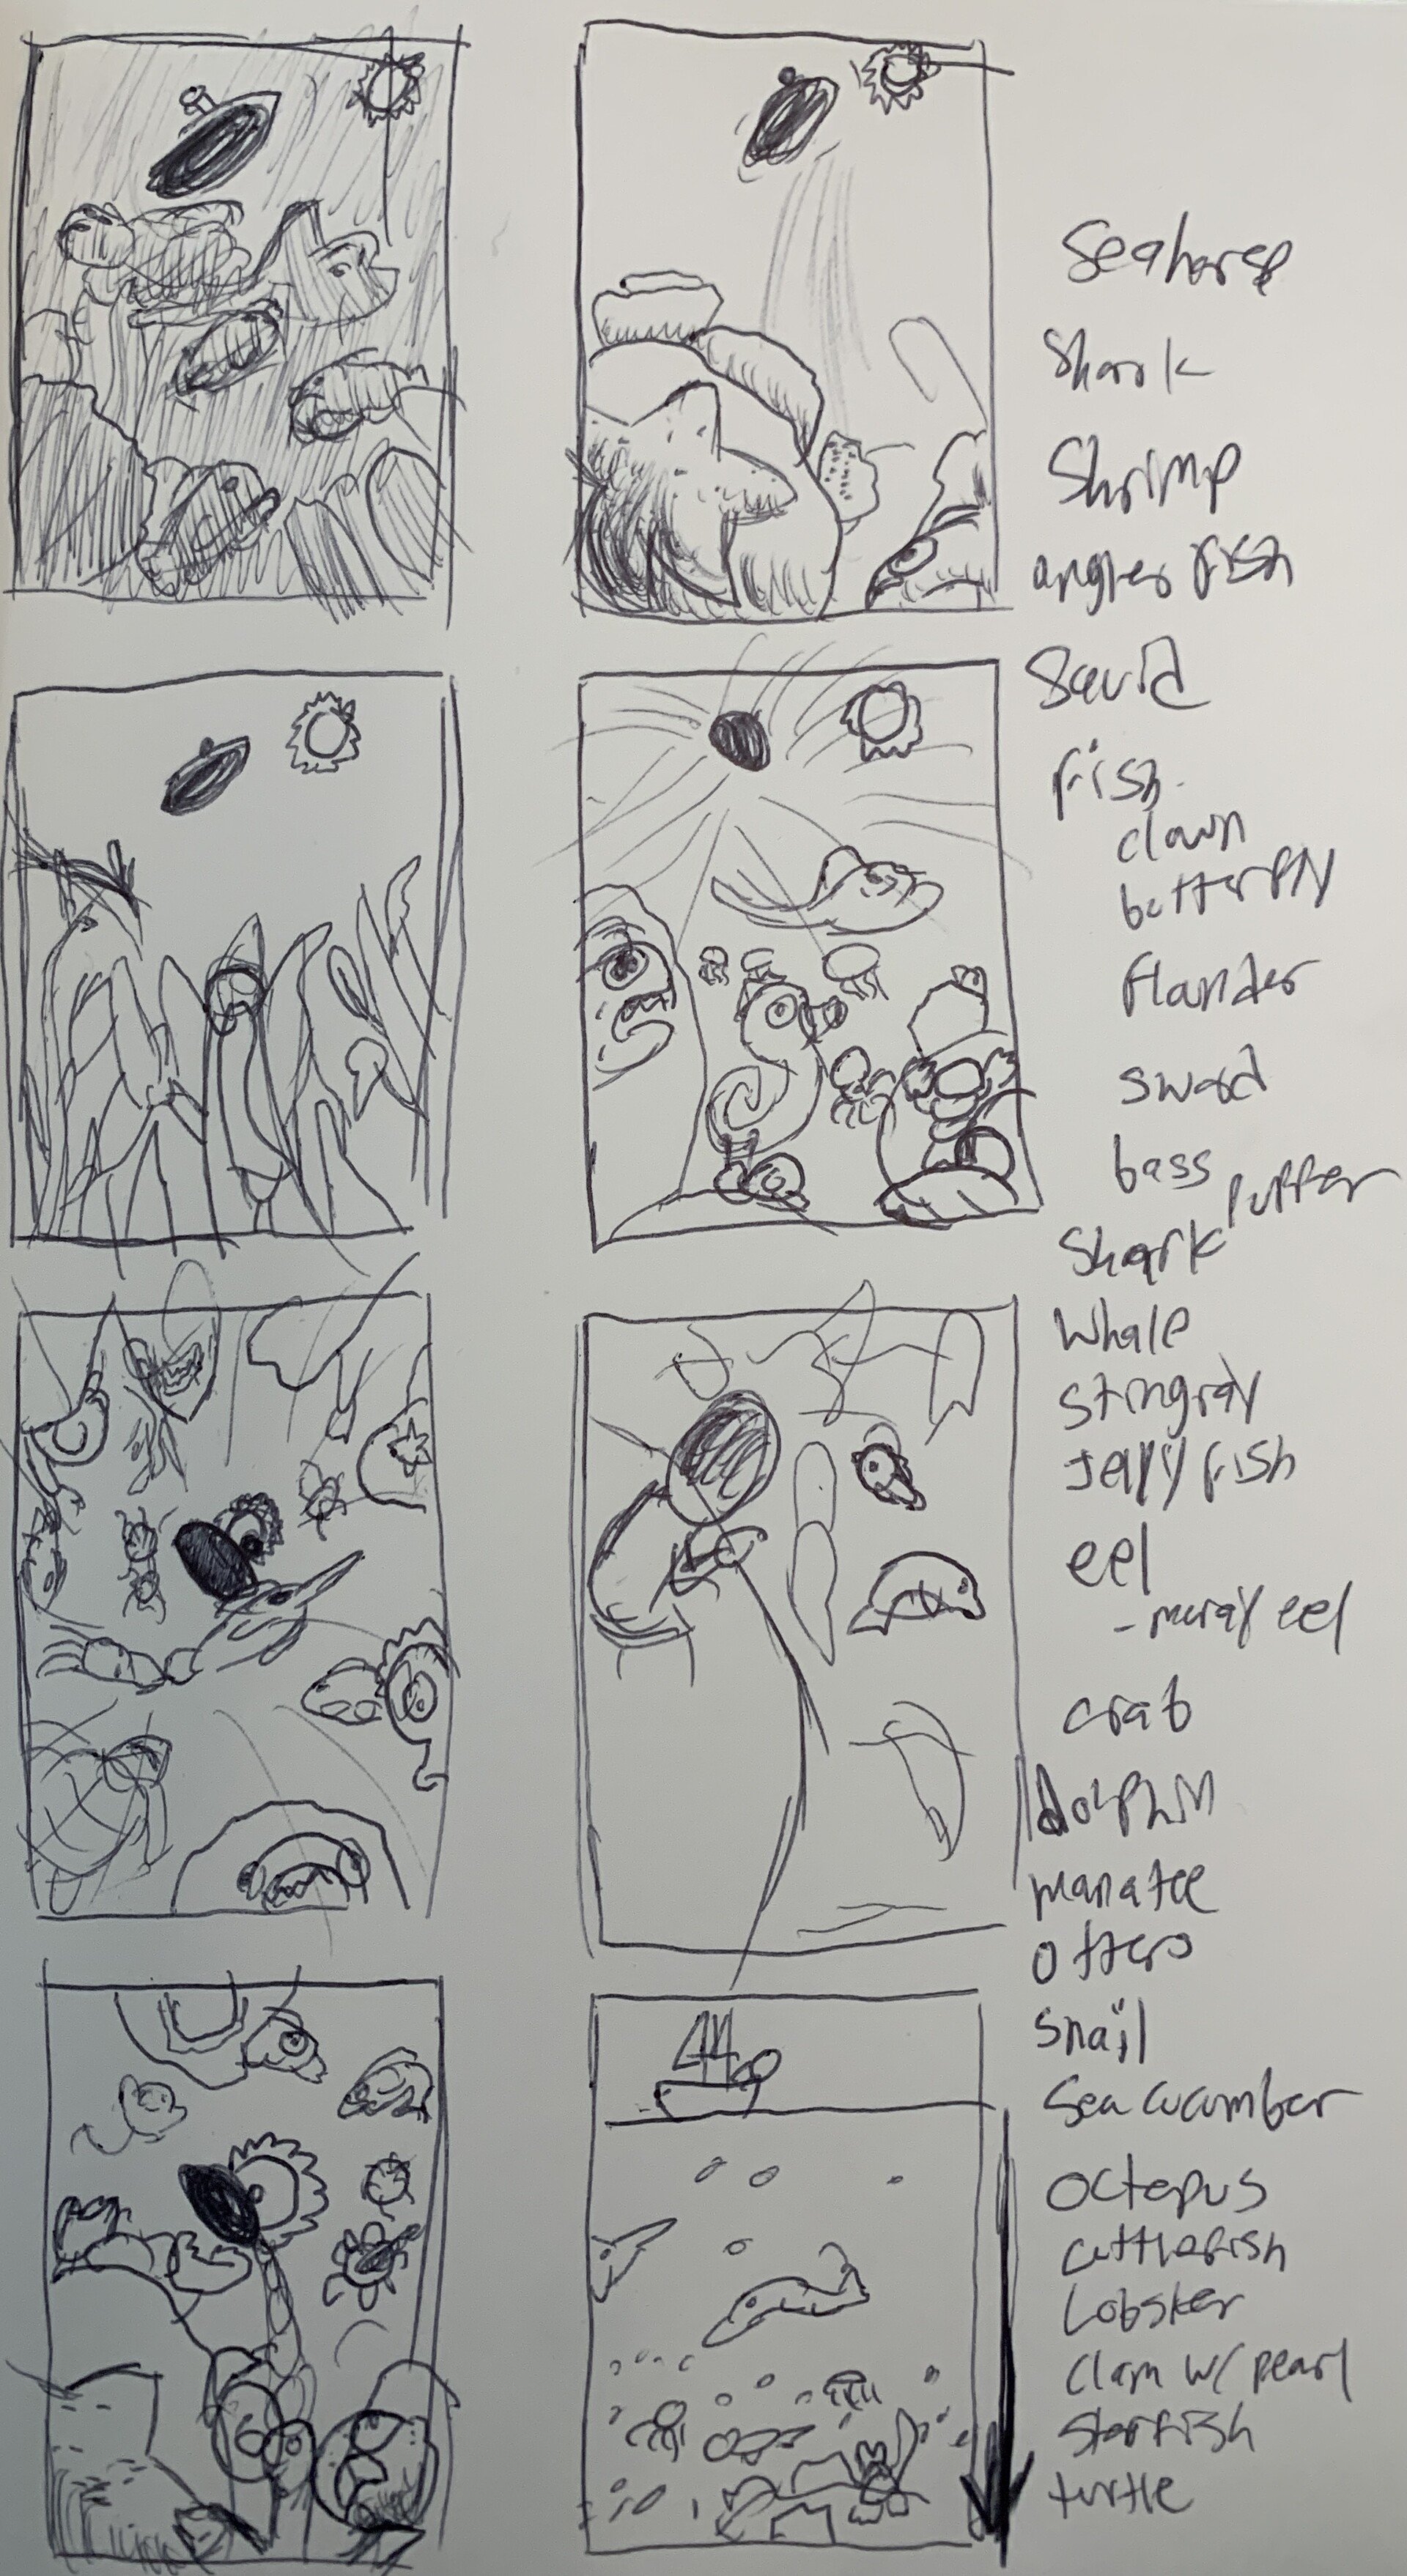 Seahorse
Shark
Shrimp
angler fish
Squid
fish
clown
butterfly
flounder
sword
bass
puffer
Shark
whale
stingray
Jelly fish
eel
- moray eel
crab
dolphin
manatee
otters
Snail
Sea cucumber
octopus
cuttlefish
Lobster
clam w/ pearl
starfish
turtle